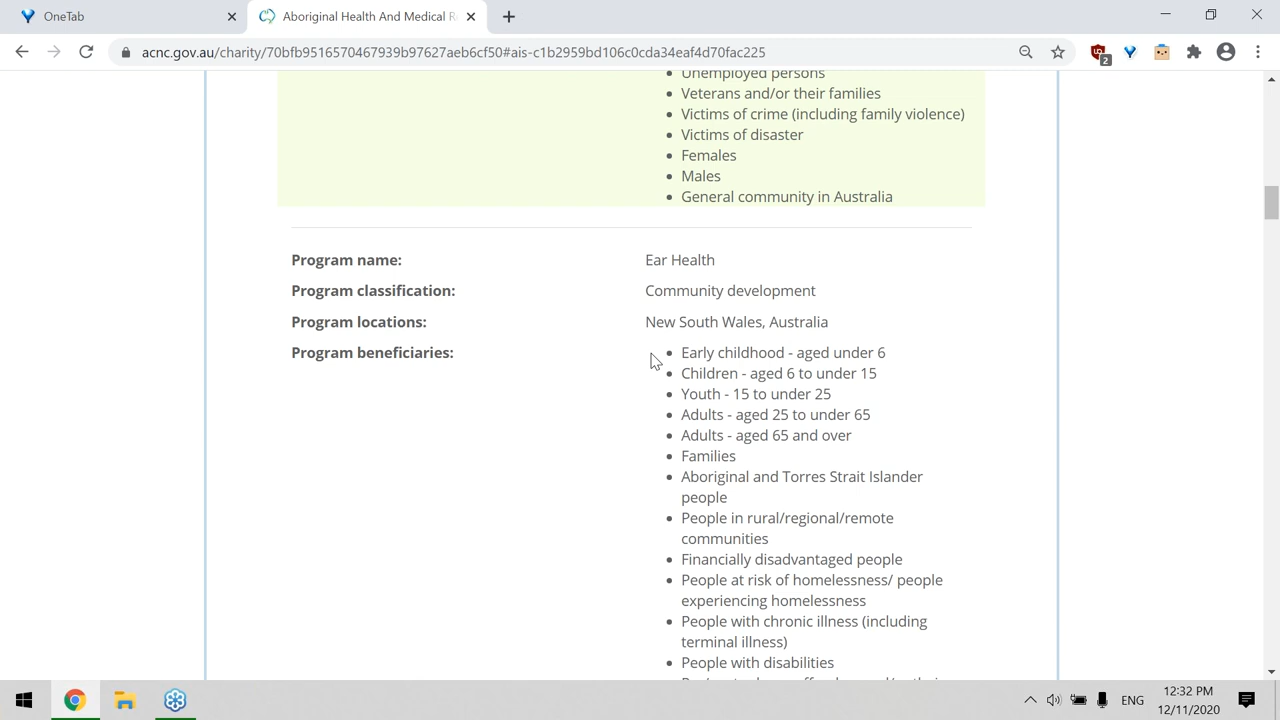 OneTab
Aboriginal Health And Medical R
acnc.gov.au/charity/70bfb9516570467939b97627aeb6cf50#ais-c1b2959bd106c0cda34eaf4d70fac225
2
Unemployed persons
Veterans and/or their families
Victims of crime (including family violence)
Victims of disaster
Females
Males
General community in Australia
Program name: Ear Health
Program classification: Community development
Program locations: New South Wales, Australia
Program beneficiaries: Early childhood - aged under 6
Children - aged 6 to under 15
Youth - 15 to under 25
Adults - aged 25 to under 65
Adults - aged 65 and over
Families
Aboriginal and Torres Strait Islander
people
People in rural/regional/remote
communities
Financially disadvantaged people
People at risk of homelessness/ people
experiencing homelessness
People with chronic illness (including
terminal illness)
People with disabilities
ENG
12:32 PM
12/11/2020